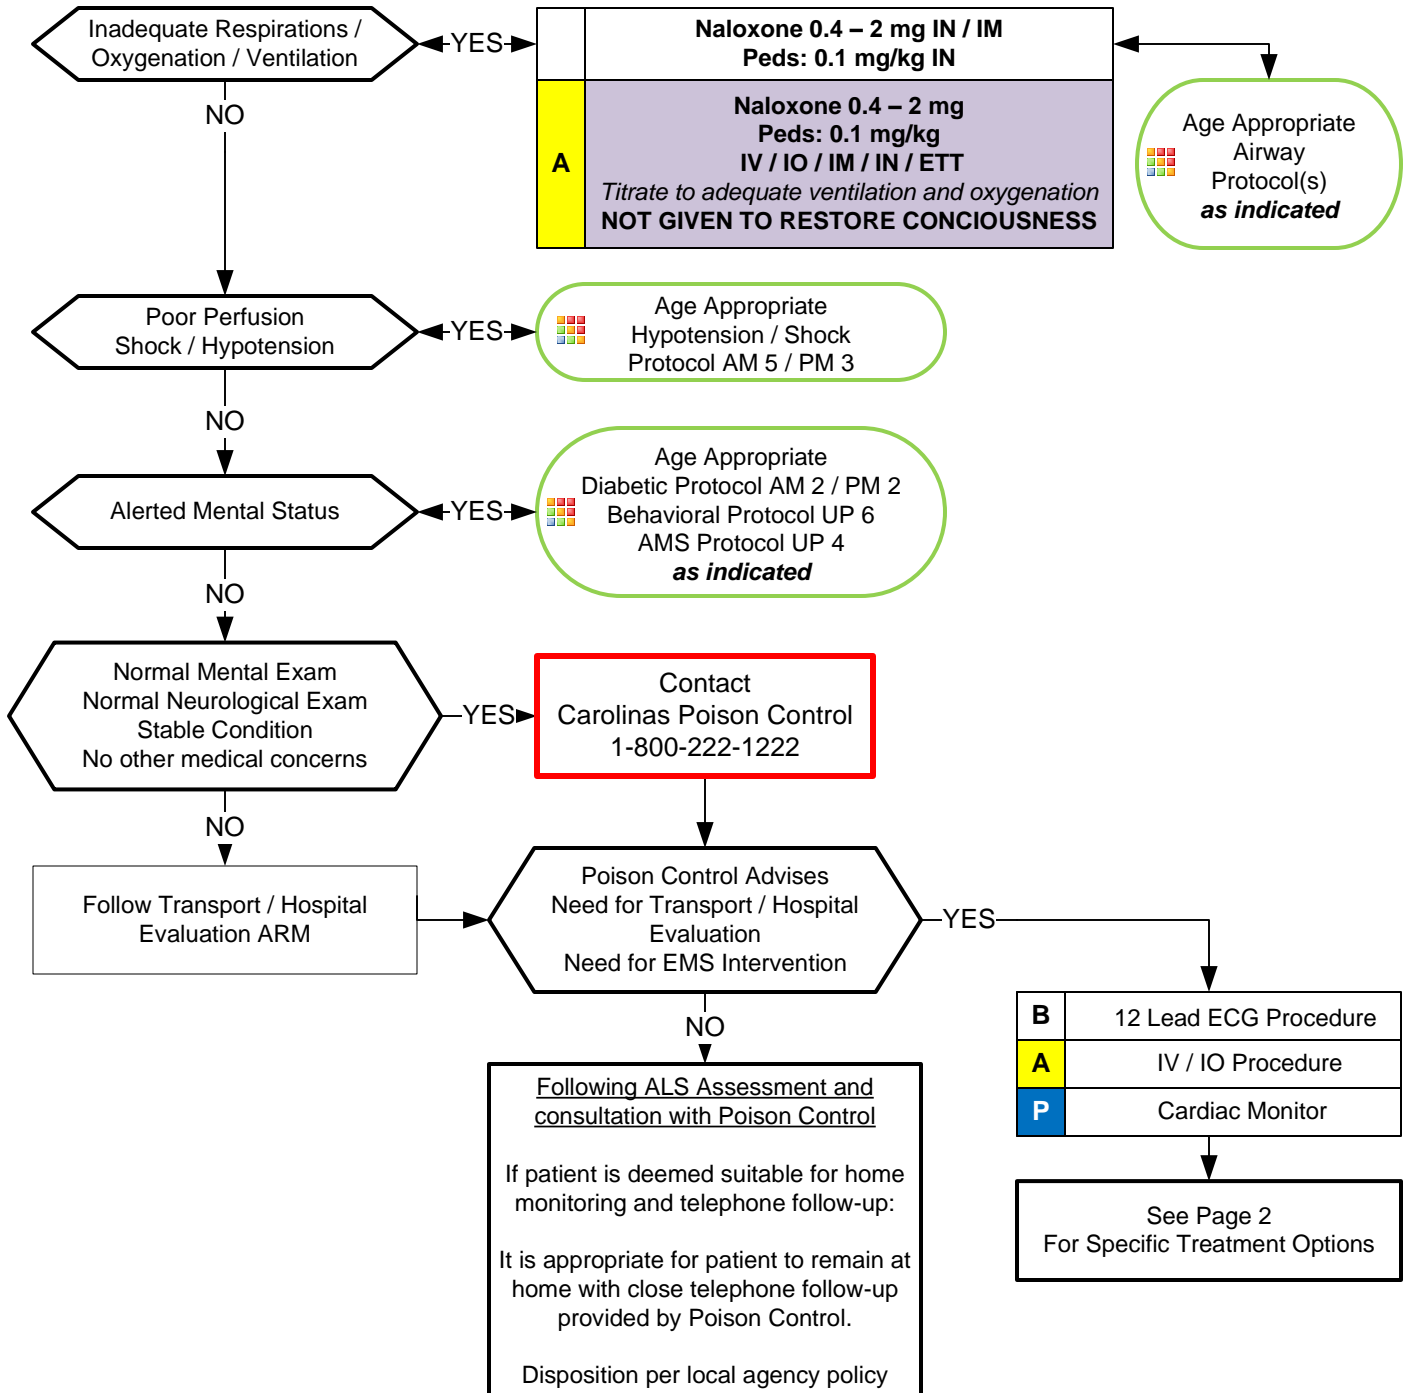 Inadequate Respirations /
Oxygenation / Ventilation
YES
Naloxone 0.4 – 2 mg IN / IM
Peds: 0.1 mg/kg IN
A
Naloxone 0.4 – 2 mg
Peds: 0.1 mg/kg
IV / IO / IM / IN / ETT
Titrate to adequate ventilation and oxygenation
NOT GIVEN TO RESTORE CONCIOUSNESS
Age Appropriate
Airway
Protocol(s)
as indicated
NO
Poor Perfusion
Shock / Hypotension
YES
Age Appropriate
Hypotension / Shock
Protocol AM 5 / PM 3
NO
Alerted Mental Status
YES
Age Appropriate
Diabetic Protocol AM 2 / PM 2
Behavioral Protocol UP 6
AMS Protocol UP 4
as indicated
NO
Normal Mental Exam
Normal Neurological Exam
Stable Condition
No other medical concerns
YES
Contact
Carolinas Poison Control
1-800-222-1222
NO
Follow Transport / Hospital
Evaluation ARM
Poison Control Advises
Need for Transport / Hospital
Evaluation
Need for EMS Intervention
YES
B
12 Lead ECG Procedure
A
IV / IO Procedure
P
Cardiac Monitor
See Page 2
For Specific Treatment Options
NO
Following ALS Assessment and
consultation with Poison Control
If patient is deemed suitable for home
monitoring and telephone follow-up:
It is appropriate for patient to remain at
home with close telephone follow-up
provided by Poison Control.
Disposition per local agency policy